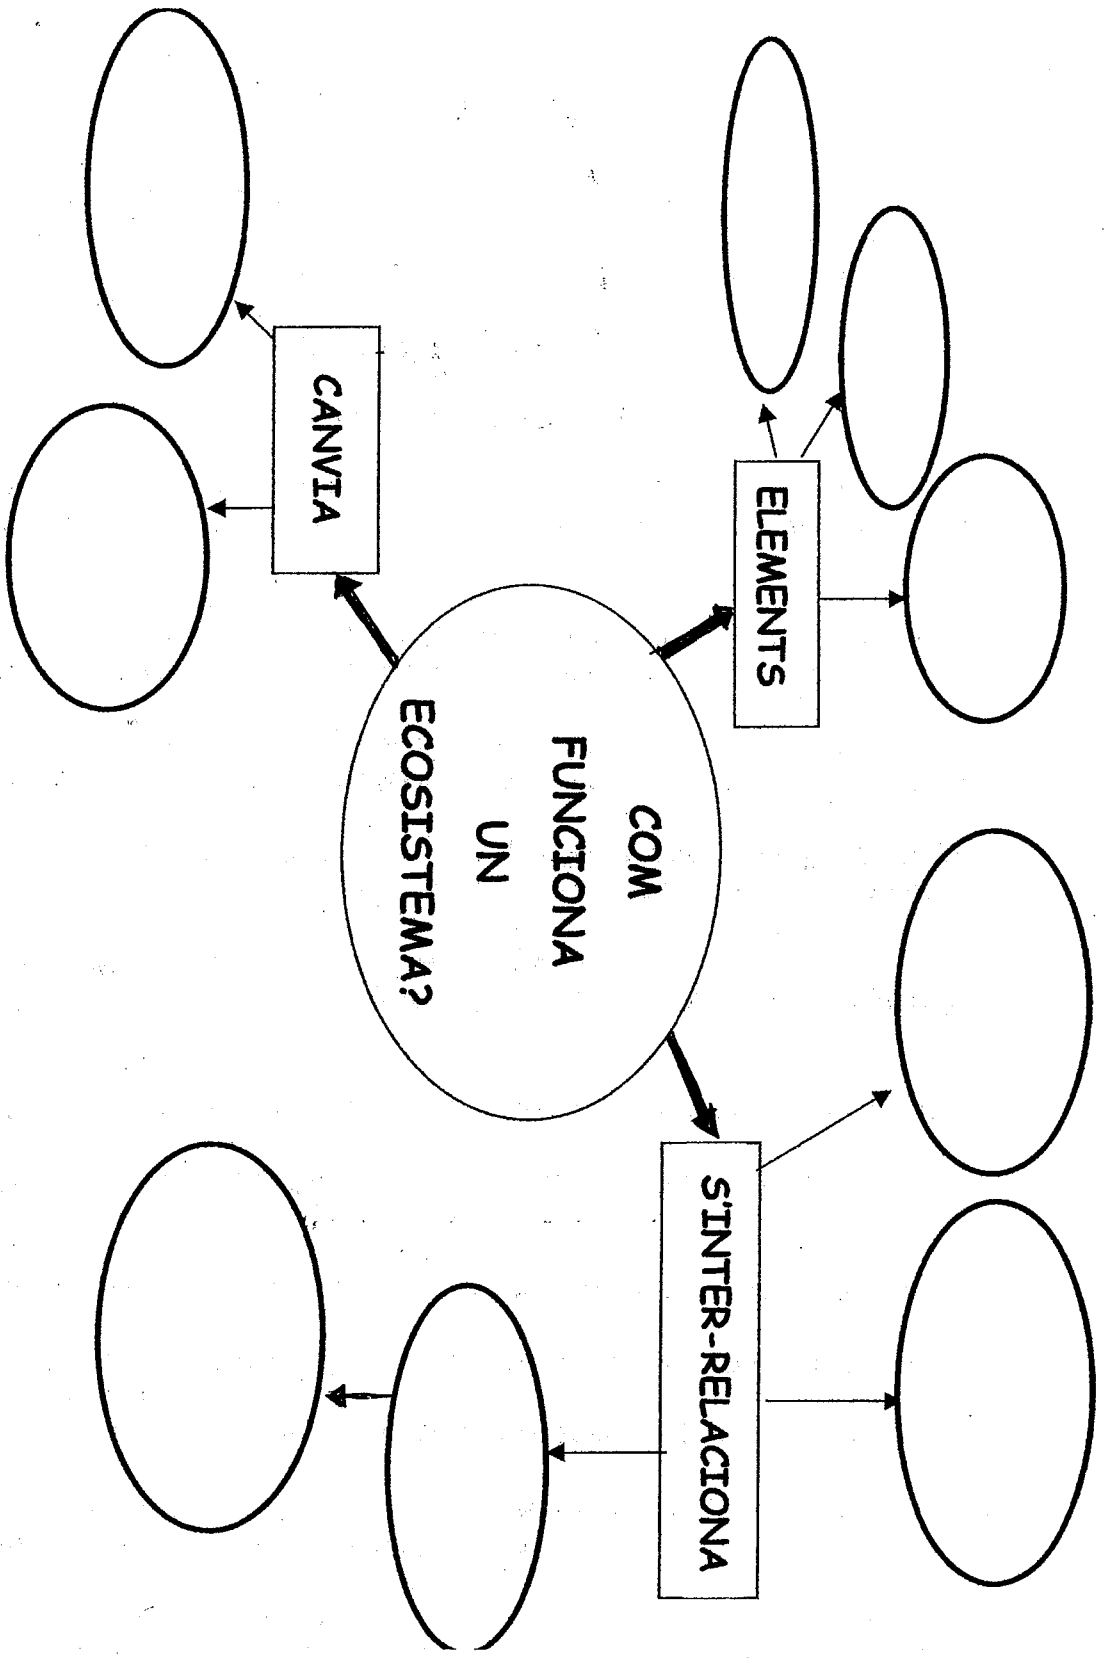 ELEMENTS
S'INTER-RELACIONA
COM
FUNCIONA
UN
ECOSISTEMA?
CANVIA